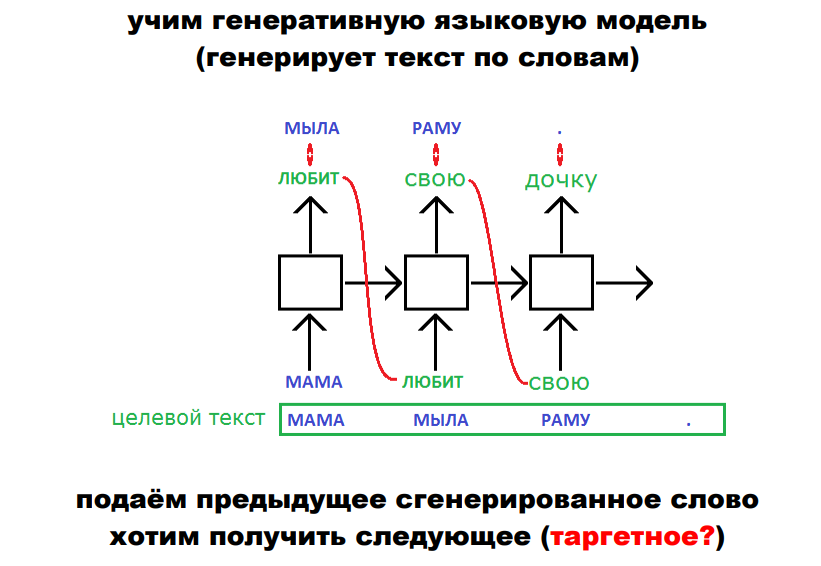 учим генеративную языковую модель
(генерирует текст по словам)
МЫЛА РАМУ .
ЛЮБИТ свою дочку
МАМА ЛЮБИТ свою
целевой текст МАМА МЫЛА РАМУ .
подаём предыдущее сгенерированное слово
хотим получить следующее (таргетное?)